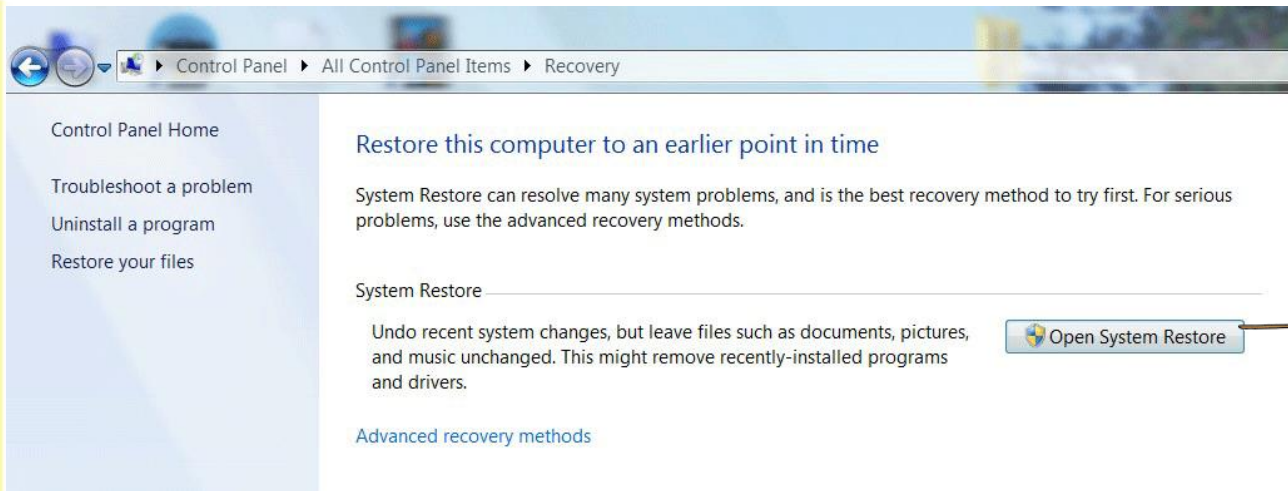 Control Panel ▸ All Control Panel Items ▸ Recovery
Control Panel Home
Troubleshoot a problem
Uninstall a program
Restore your files
Restore this computer to an earlier point in time
System Restore can resolve many system problems, and is the best recovery method to try first. For serious
problems, use the advanced recovery methods.
System Restore
Undo recent system changes, but leave files such as documents, pictures,
and music unchanged. This might remove recently-installed programs
and drivers.
Open System Restore
Advanced recovery methods